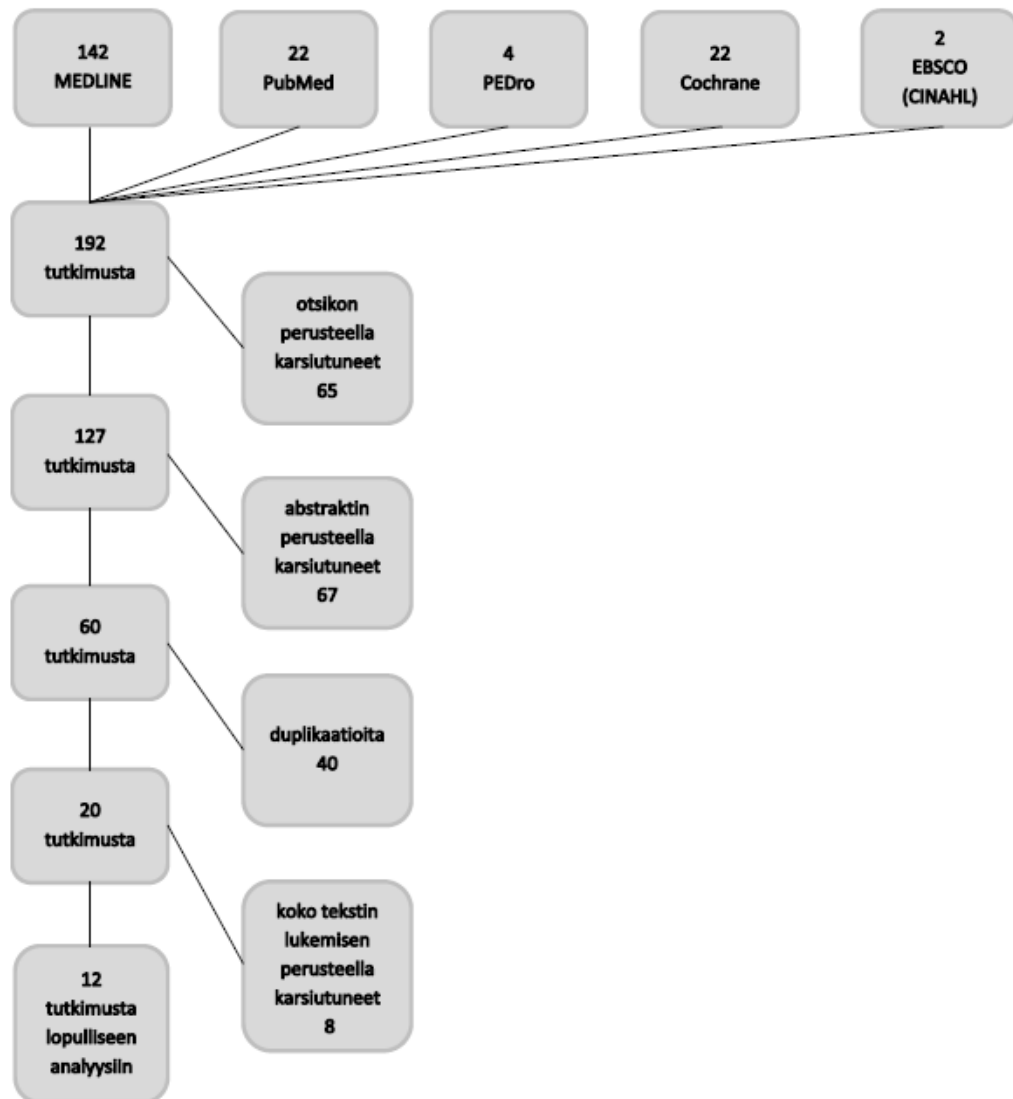 142
MEDLINE
22
PubMed
4
PEDro
22
Cochrane
2
EBSCO
(CINAHL)
192
tutkimusta
otsikon
perusteella
karsiutuneet
65
127
tutkimusta
abstraktin
perusteella
karsiutuneet
67
60
tutkimusta
duplikaatioita
40
20
tutkimusta
koko tekstin
lukemisen
perusteella
karsiutuneet
8
12
tutkimusta
lopulliseen
analyysiin